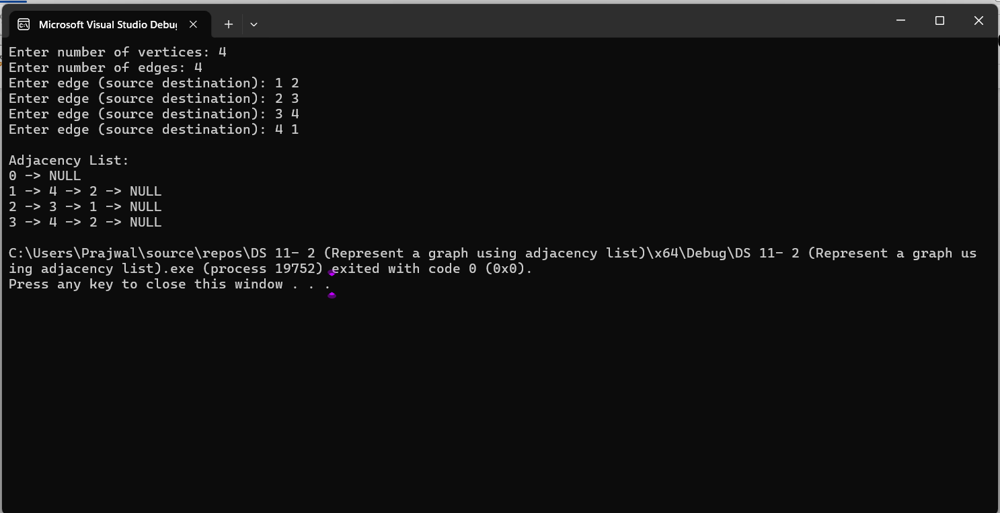 Microsoft Visual Studio Debug
Enter number of vertices: 4
Enter number of edges: 4
Enter edge (source destination): 1 2
Enter edge (source destination): 2 3
Enter edge (source destination): 3 4
Enter edge (source destination): 4 1
Adjacency List:
0 -> NULL
1 -> 4 -> 2 -> NULL
2 -> 3 -> 1 -> NULL
3 -> 4 -> 2 -> NULL
C:\Users\Prajwal\source\repos\DS 11- 2 (Represent a graph using adjacency list)\x64\Debug\DS 11- 2 (Represent a graph us
ing adjacency list).exe (process 19752) exited with code 0 (0x0).
Press any key to close this window . . .